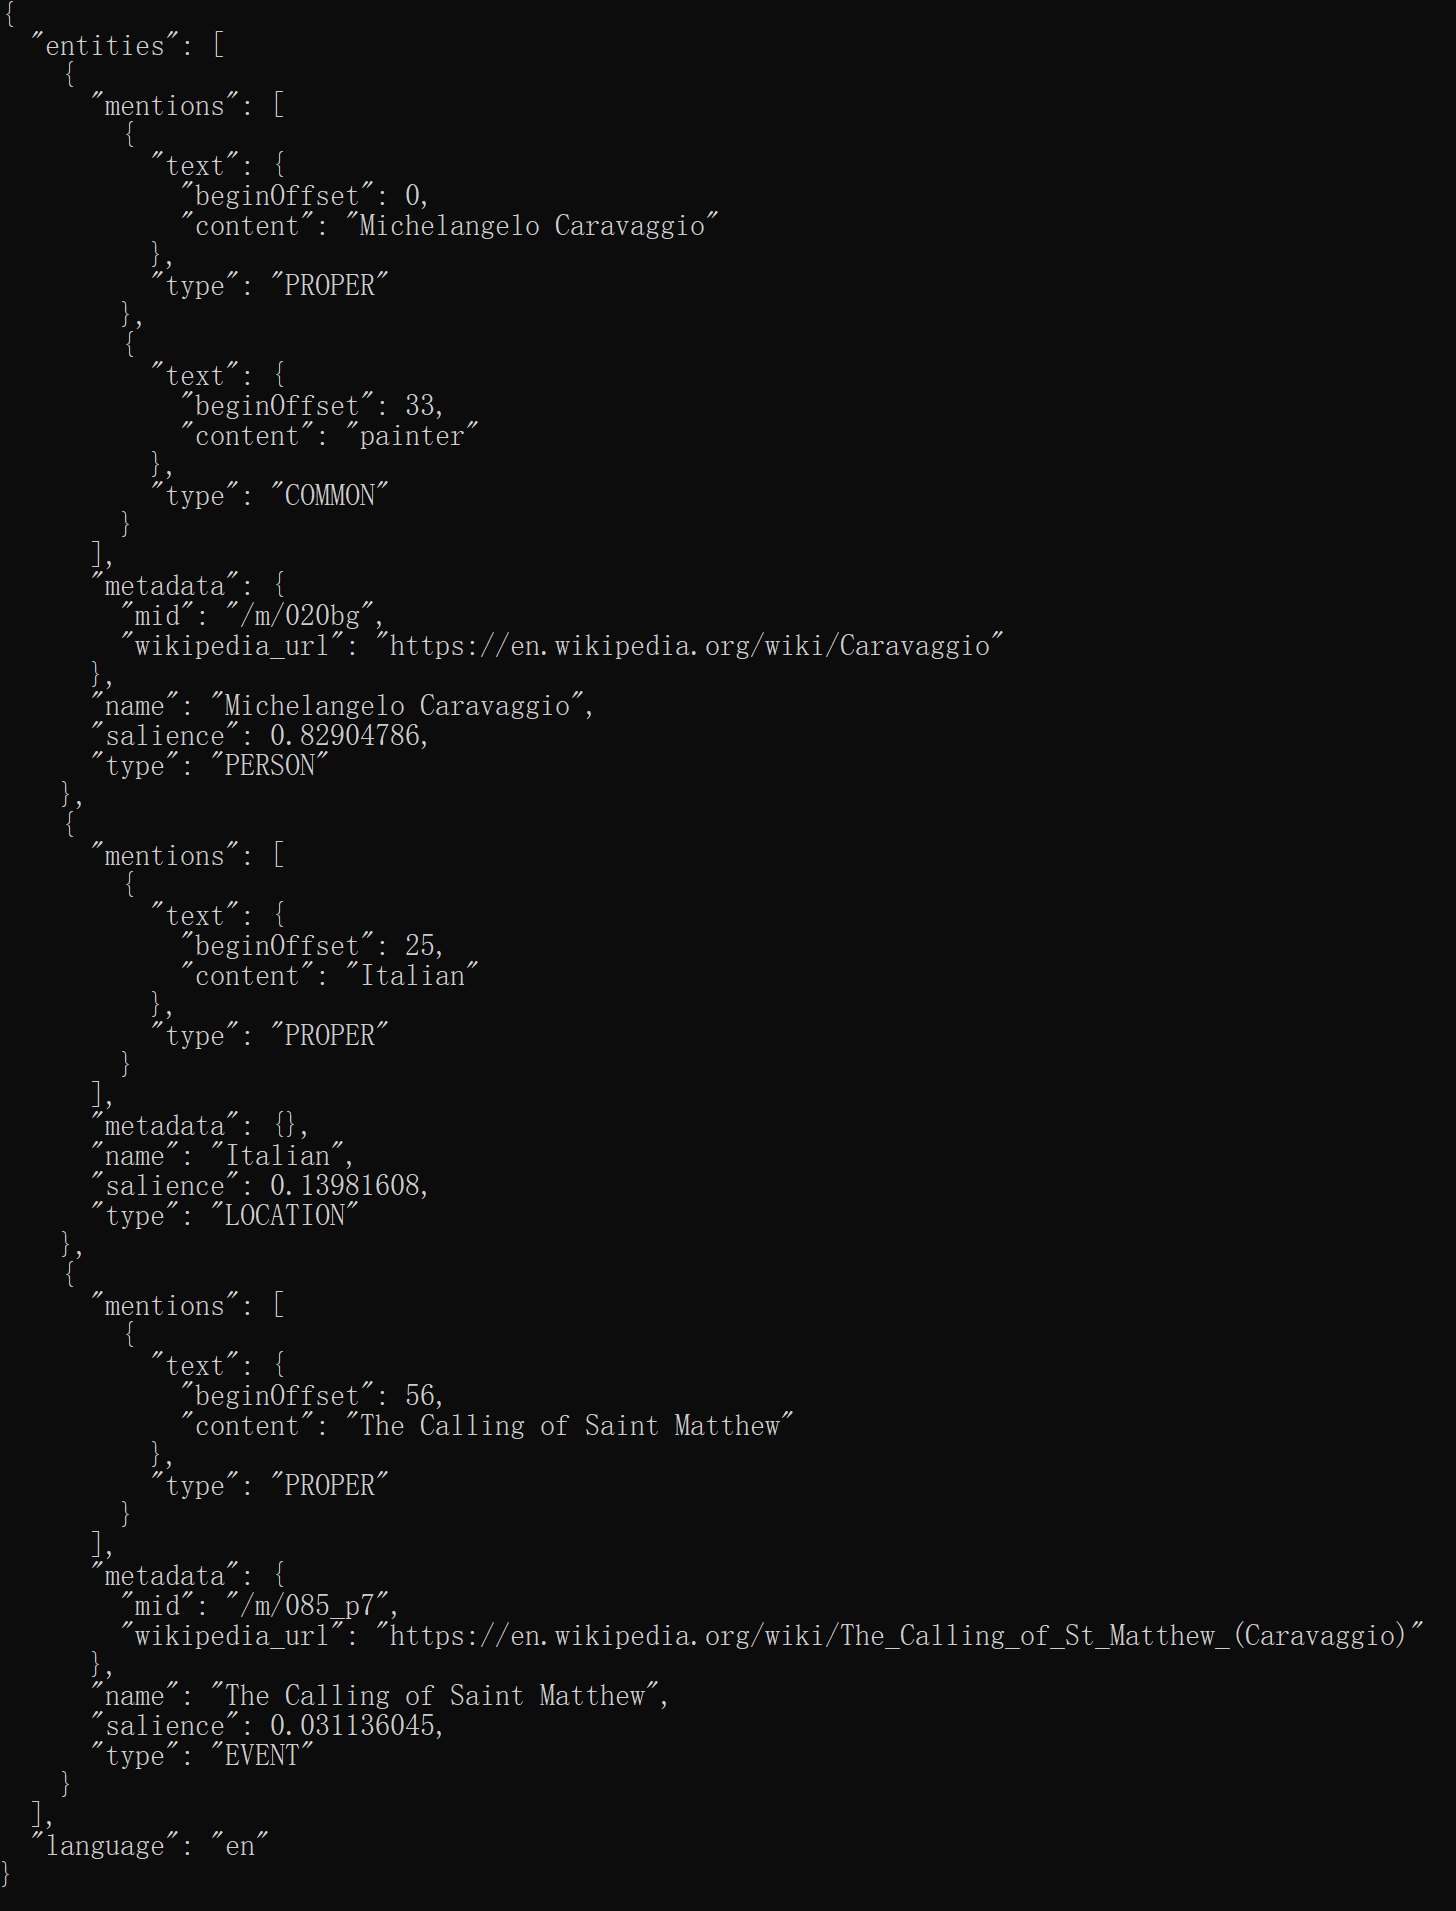 {
  "entities": [
    {
      "mentions": [
        {
          "text": {
            "beginOffset": 0,
            "content": "Michelangelo Caravaggio"
          },
          "type": "PROPER"
        },
        {
          "text": {
            "beginOffset": 33,
            "content": "painter"
          },
          "type": "COMMON"
        }
      ],
      "metadata": {
        "mid": "/m/020bg",
        "wikipedia_url": "https://en.wikipedia.org/wiki/Caravaggio"
      },
      "name": "Michelangelo Caravaggio",
      "salience": 0.82904786,
      "type": "PERSON"
    },
    {
      "mentions": [
        {
          "text": {
            "beginOffset": 25,
            "content": "Italian"
          },
          "type": "PROPER"
        }
      ],
      "metadata": {},
      "name": "Italian",
      "salience": 0.13981608,
      "type": "LOCATION"
    },
    {
      "mentions": [
        {
          "text": {
            "beginOffset": 56,
            "content": "The Calling of Saint Matthew"
          },
          "type": "PROPER"
        }
      ],
      "metadata": {
        "mid": "/m/085_p7",
        "wikipedia_url": "https://en.wikipedia.org/wiki/The_Calling_of_St_Matthew_(Caravaggio)"
      },
      "name": "The Calling of Saint Matthew",
      "salience": 0.031136045,
      "type": "EVENT"
    }
  ],
  "language": "en"
}